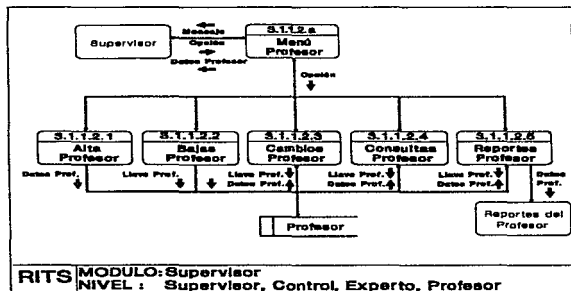 Supervisor
Mensaje
Opción
Datos Profesor
3.1.1.2.a
Menú
Profesor
Opción
3.1.1.2.1
Alta
Profesor
3.1.1.2.2
Bajas
Profesor
3.1.1.2.3
Cambios
Profesor
3.1.1.2.4
Consultas
Profesor
3.1.1.2.5
Reportes
Profesor
Datos Prof.
Llave Prof.
Llave Prof.
Datos Prof.
Llave Prof.
Datos Prof.
Llave Prof.
Datos Prof.
Datos
Prof.
Profesor
Reportes del
Profesor
RITS
MODULO: Supervisor
NIVEL : Supervisor, Control, Experto, Profesor